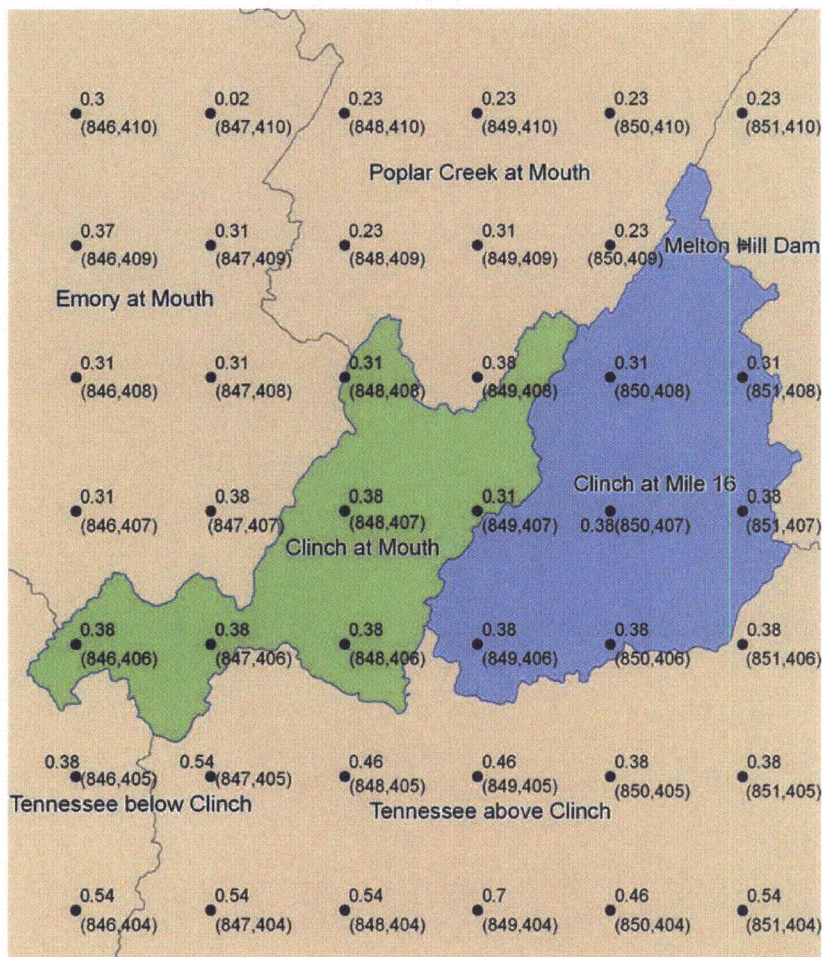 0.3 0.02 0.23 0.23 0.23 0.23
(846,410) (847,410) (848,410) (849,410) (850,410) (851,410)
Poplar Creek at Mouth
0.37 0.31 0.23 0.31 0.23 Melton Hill Dam
(846,409) (847,409) (848,409) (849,409) (850,409)
Emory at Mouth
0.31 0.31 0.31 0.38 0.31 0.31
(846,408) (847,408) (848,408) (849,408) (850,408) (851,408)
Clinch at Mile 16
0.31 0.38 0.38 0.31 0.38
(846,407) (847,407) (848,407) (849,407) 0.38(850,407) (851,407)
Clinch at Mouth
0.38 0.38 0.38 0.38 0.38 0.38
(846,406) (847,406) (848,406) (849,406) (850,406) (851,406)
0.38 0.54 0.46 0.46 0.38 0.38
(846,405) (847,405) (848,405) (849,405) (850,405) (851,405)
Tennessee below Clinch Tennessee above Clinch
0.54 0.54 0.54 0.7 0.46 0.54
(846,404) (847,404) (848,404) (849,404) (850,404) (851,404)